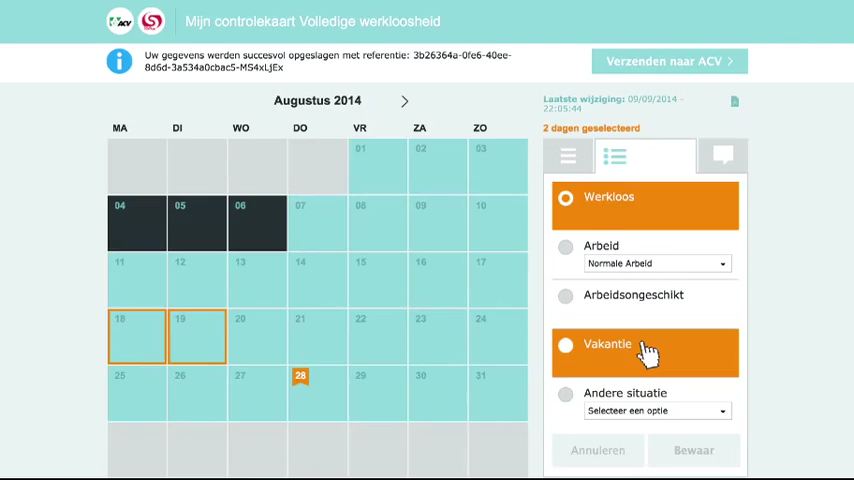 ACV
Mijn controlekaart Volledige werkloosheid
Uw gegevens werden succesvol opgeslagen met referentie: 3b26364a-0fe6-40ee-
8d6d-3a534a0cbac5-MS4xLjEx
Verzenden naar ACV
Augustus 2014
Laatste wijziging: 09/09/2014 -
22:05:44
2 dagen geselecteerd
MA DI WO DO VR ZA ZO
01 02 03
04 05 06 07 08 09 10
11 12 13 14 15 16 17
18 19 20 21 22 23 24
25 26 27 28 29 30 31
Werkloos
Arbeid
Normale Arbeid
Arbeidsongeschikt
Vakantie
Andere situatie
Selecteer een optie
Annuleren Bewaar